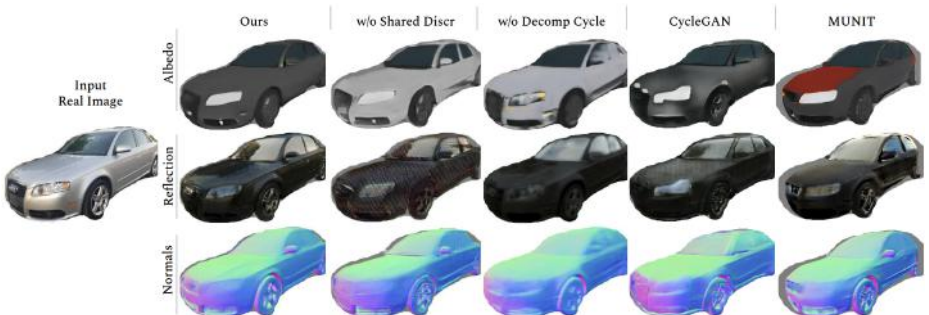 Ours
w/o Shared Discr
w/o Decomp Cycle
CycleGAN
MUNIT
Albedo
Input
Real Image
Reflection
Normals